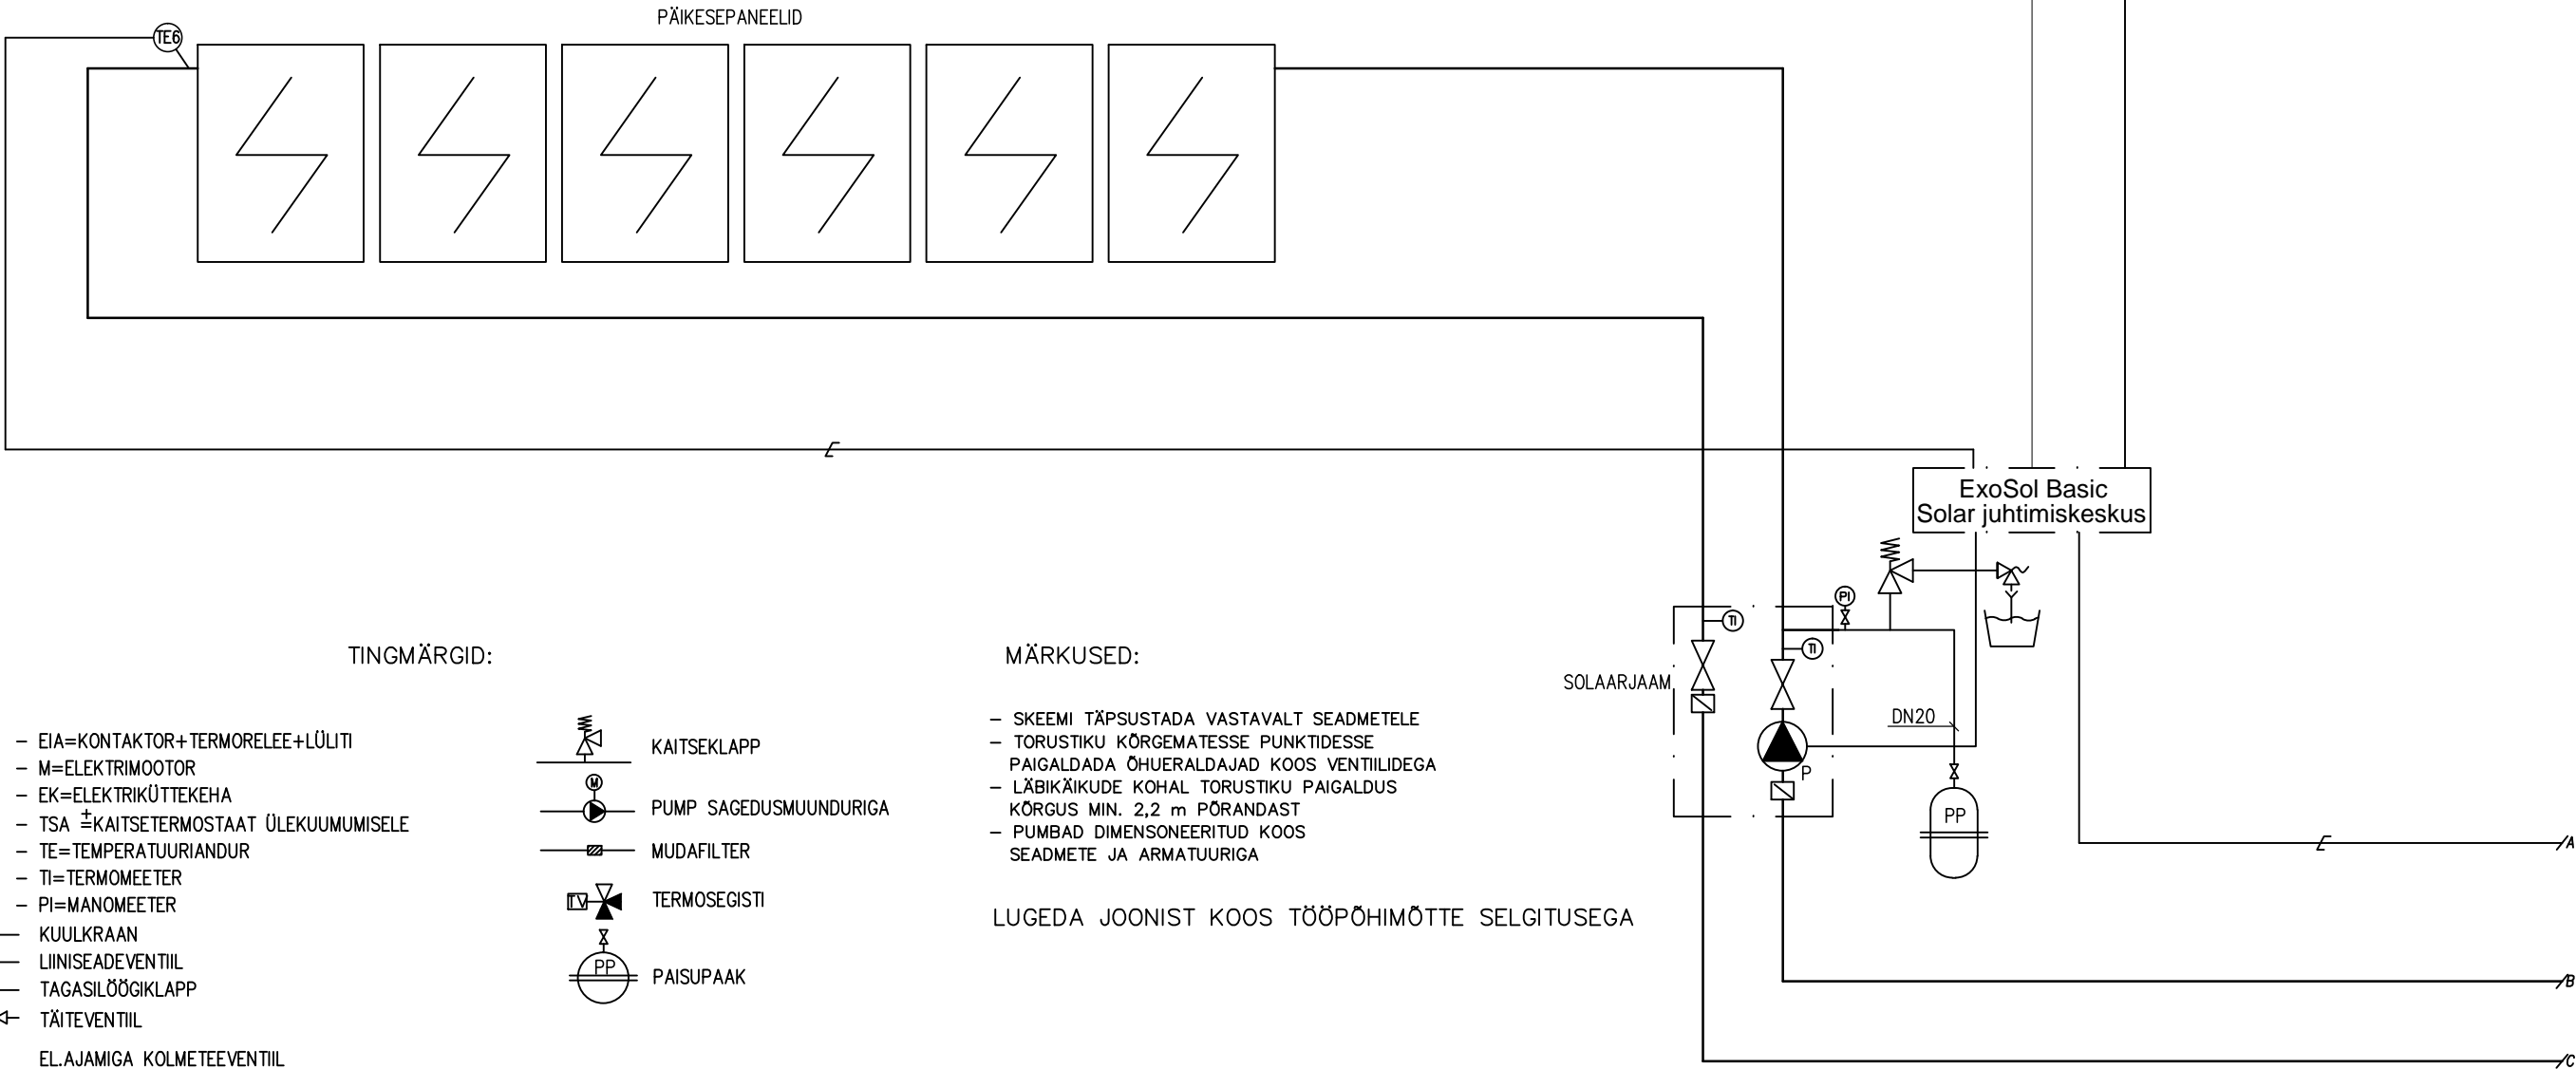 PÄIKESEPANEELID
TE6
ExoSol Basic
Solar juhtimiskeskus
PI
TI
TI
SOLAARJAAM
DN20
P
PP
A
B
C
TINGMÄRGID:
– EIA=KONTAKTOR+TERMORELEE+LÜLITI
– M=ELEKTRIMOOTOR
– EK=ELEKTRIKÜTTEKEHA
– TSA ±=KAITSETERMOSTAAT ÜLEKUUMUMISELE
– TE=TEMPERATUURIANDUR
– TI=TERMOMEETER
– PI=MANOMEETER
KUULKRAAN
LIINISEADEVENTIIL
TAGASILÖÖGIKLAPP
TÄITEVENTIIL
EL.AJAMIGA KOLMETEEVENTIIL
KAITSEKLAPP
M
PUMP SAGEDUSMUUNDURIGA
MUDAFILTER
TV
TERMOSEGISTI
PP
PAISUPAAK
MÄRKUSED:
– SKEEMI TÄPSUSTADA VASTAVALT SEADMETELE
– TORUSTIKU KÕRGEMATESSE PUNKTIDESSE
PAIGALDADA ÕHUERALDAJAD KOOS VENTIILIDEGA
– LÄBIKÄIKUDE KOHAL TORUSTIKU PAIGALDUS
KÕRGUS MIN. 2,2 m PÕRANDAST
– PUMBAD DIMENSONEERITUD KOOS
SEADMETE JA ARMATUURIGA
LUGEDA JOONIST KOOS TÖÖPÕHIMÕTTE SELGITUSEGA